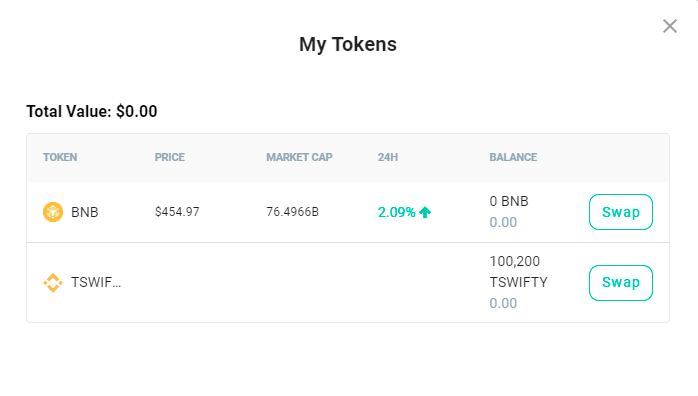 My Tokens
Total Value: $0.00
TOKEN PRICE MARKET CAP 24H BALANCE
BNB $454.97 76.4966B 2.09% 0 BNB
0.00
Swap
TSWIF... 100,200
TSWIFTY
0.00
Swap